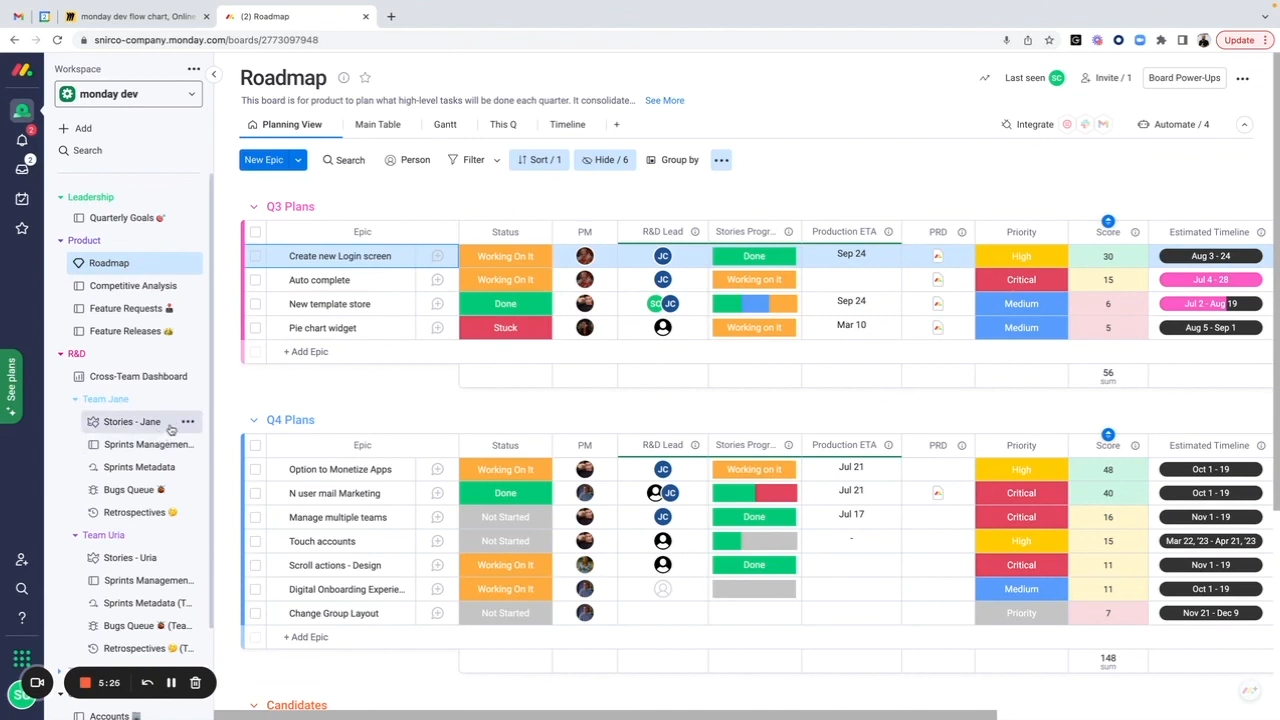 monday dev flow chart, Online
(2) Roadmap
snirco-company.monday.com/boards/2773097948
Update
Workspace
monday dev
Add
Search
Leadership
Quarterly Goals
Product
Roadmap
Competitive Analysis
Feature Requests
Feature Releases
R&D
Cross-Team Dashboard
Team Jane
Stories - Jane
Sprints Managemen...
Sprints Metadata
Bugs Queue
Retrospectives
Team Uria
Stories - Uria
Sprints Managemen...
Sprints Metadata (T...
Bugs Queue (Tea...
Retrospectives (T...
Accounts
2
2
See plans
5:26
Roadmap
Last seen SC
Invite / 1
Board Power-Ups
This board is for product to plan what high-level tasks will be done each quarter. It consolidate... See More
Planning View Main Table Gantt This Q Timeline +
Integrate
Automate / 4
New Epic Search Person Filter Sort / 1 Hide / 6 Group by
Q3 Plans
Epic Status PM R&D Lead Stories Progr... Production ETA PRD Priority Score Estimated Timeline
Create new Login screen Working On It JC Done Sep 24 High 30 Aug 3 - 24
Auto complete Working On It JC Working on it Critical 15 Jul 4 - 28
New template store Done SC JC Sep 24 Medium 6 Jul 2 - Aug 19
Pie chart widget Stuck Working on it Mar 10 Medium 5 Aug 5 - Sep 1
+ Add Epic
56
sum
Q4 Plans
Epic Status PM R&D Lead Stories Progr... Production ETA PRD Priority Score Estimated Timeline
Option to Monetize Apps Working On It JC Working on it Jul 21 High 48 Oct 1 - 19
N user mail Marketing Done JC Jul 21 Critical 40 Oct 1 - 19
Manage multiple teams Not Started JC Done Jul 17 Critical 16 Nov 1 - 19
Touch accounts Not Started - High 15 Mar 22, '23 - Apr 21, '23
Scroll actions - Design Working On It Done Critical 11 Nov 1 - 19
Digital Onboarding Experie... Working On It Medium 11 Oct 1 - 19
Change Group Layout Not Started Priority 7 Nov 21 - Dec 9
+ Add Epic
148
sum
Candidates